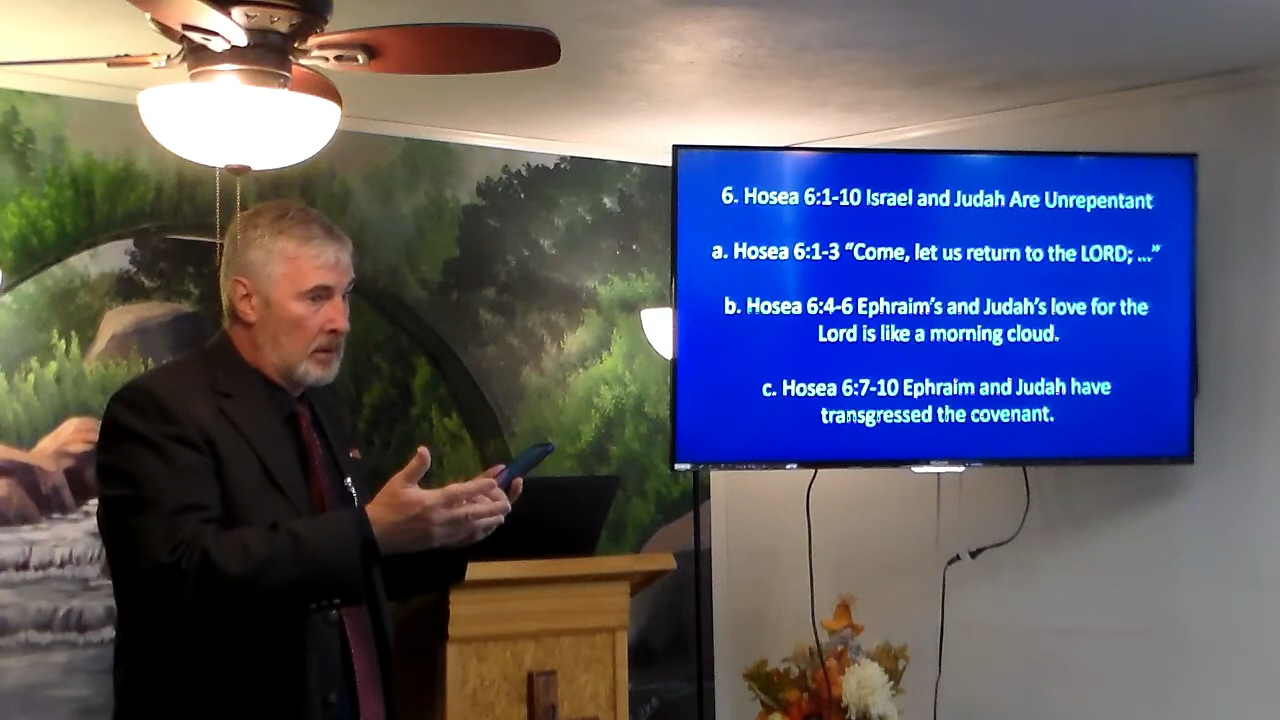 6. Hosea 6:1-10 Israel and Judah Are Unrepentant
a. Hosea 6:1-3 “Come, let us return to the LORD; ...”
b. Hosea 6:4-6 Ephraim’s and Judah’s love for the
Lord is like a morning cloud.
c. Hosea 6:7-10 Ephraim and Judah have
transgressed the covenant.